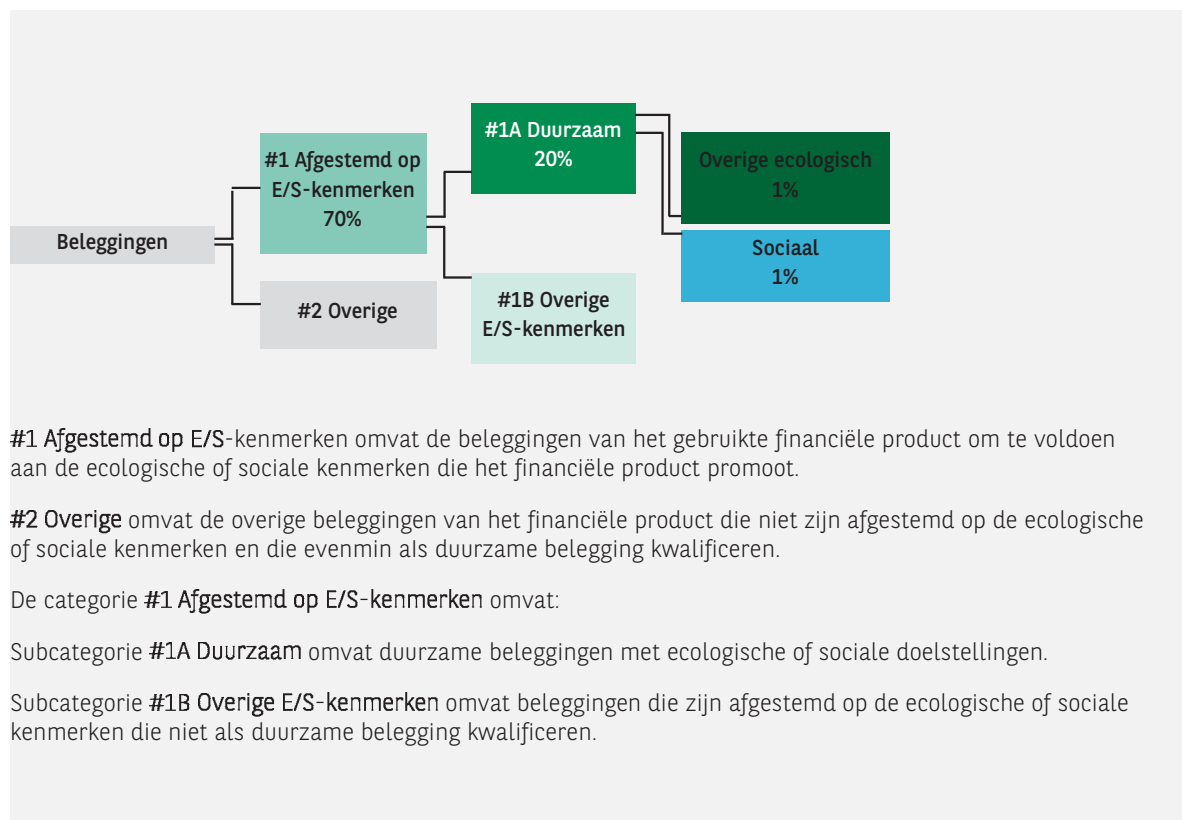 #1A Duurzaam
20%
#1 Afgestemd op
E/S-kenmerken
70%
Overige ecologisch
1%
Beleggingen
Sociaal
1%
#2 Overige
#1B Overige
E/S-kenmerken
#1 Afgestemd op E/S-kenmerken omvat de beleggingen van het gebruikte financiële product om te voldoen
aan de ecologische of sociale kenmerken die het financiële product promoot.
#2 Overige omvat de overige beleggingen van het financiële product die niet zijn afgestemd op de ecologische
of sociale kenmerken en die evenmin als duurzame belegging kwalificeren.
De categorie #1 Afgestemd op E/S-kenmerken omvat:
Subcategorie #1A Duurzaam omvat duurzame beleggingen met ecologische of sociale doelstellingen.
Subcategorie #1B Overige E/S-kenmerken omvat beleggingen die zijn afgestemd op de ecologische of sociale
kenmerken die niet als duurzame belegging kwalificeren.